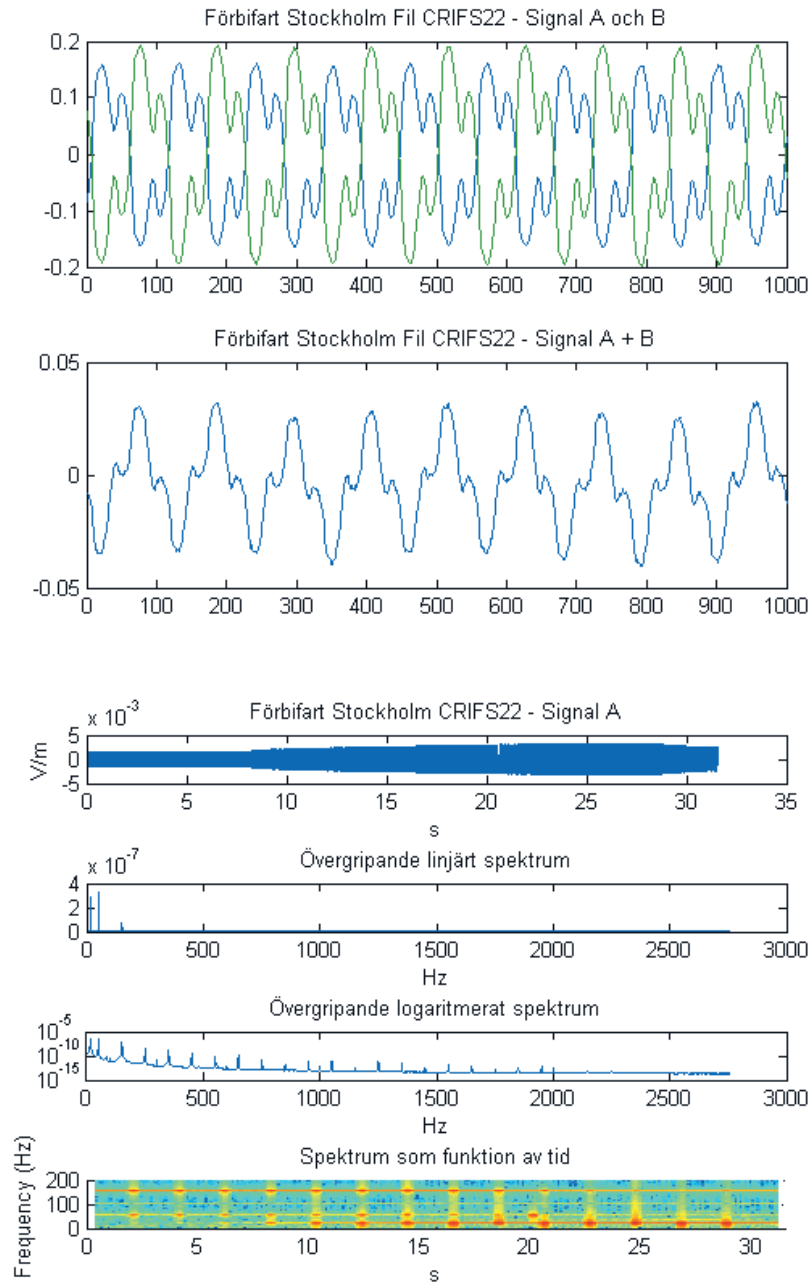 Förbifart Stockholm Fil CRIFS22 - Signal A och B
0.2
0.1
0
-0.1
-0.2
0 100 200 300 400 500 600 700 800 900 1000
Förbifart Stockholm Fil CRIFS22 - Signal A + B
0.05
0
-0.05
0 100 200 300 400 500 600 700 800 900 1000
Förbifart Stockholm CRIFS22 - Signal A
x 10-3
V/m
5
0
-5
0 5 10 15 20 25 30 35
s
Övergripande linjärt spektrum
x 10-7
4
2
0
0 500 1000 1500 2000 2500 3000
Hz
Övergripande logaritmerat spektrum
10-5
10-10
10-15
0 500 1000 1500 2000 2500 3000
Hz
Spektrum som funktion av tid
Frequency (Hz)
200
100
0
0 5 10 15 20 25 30
s